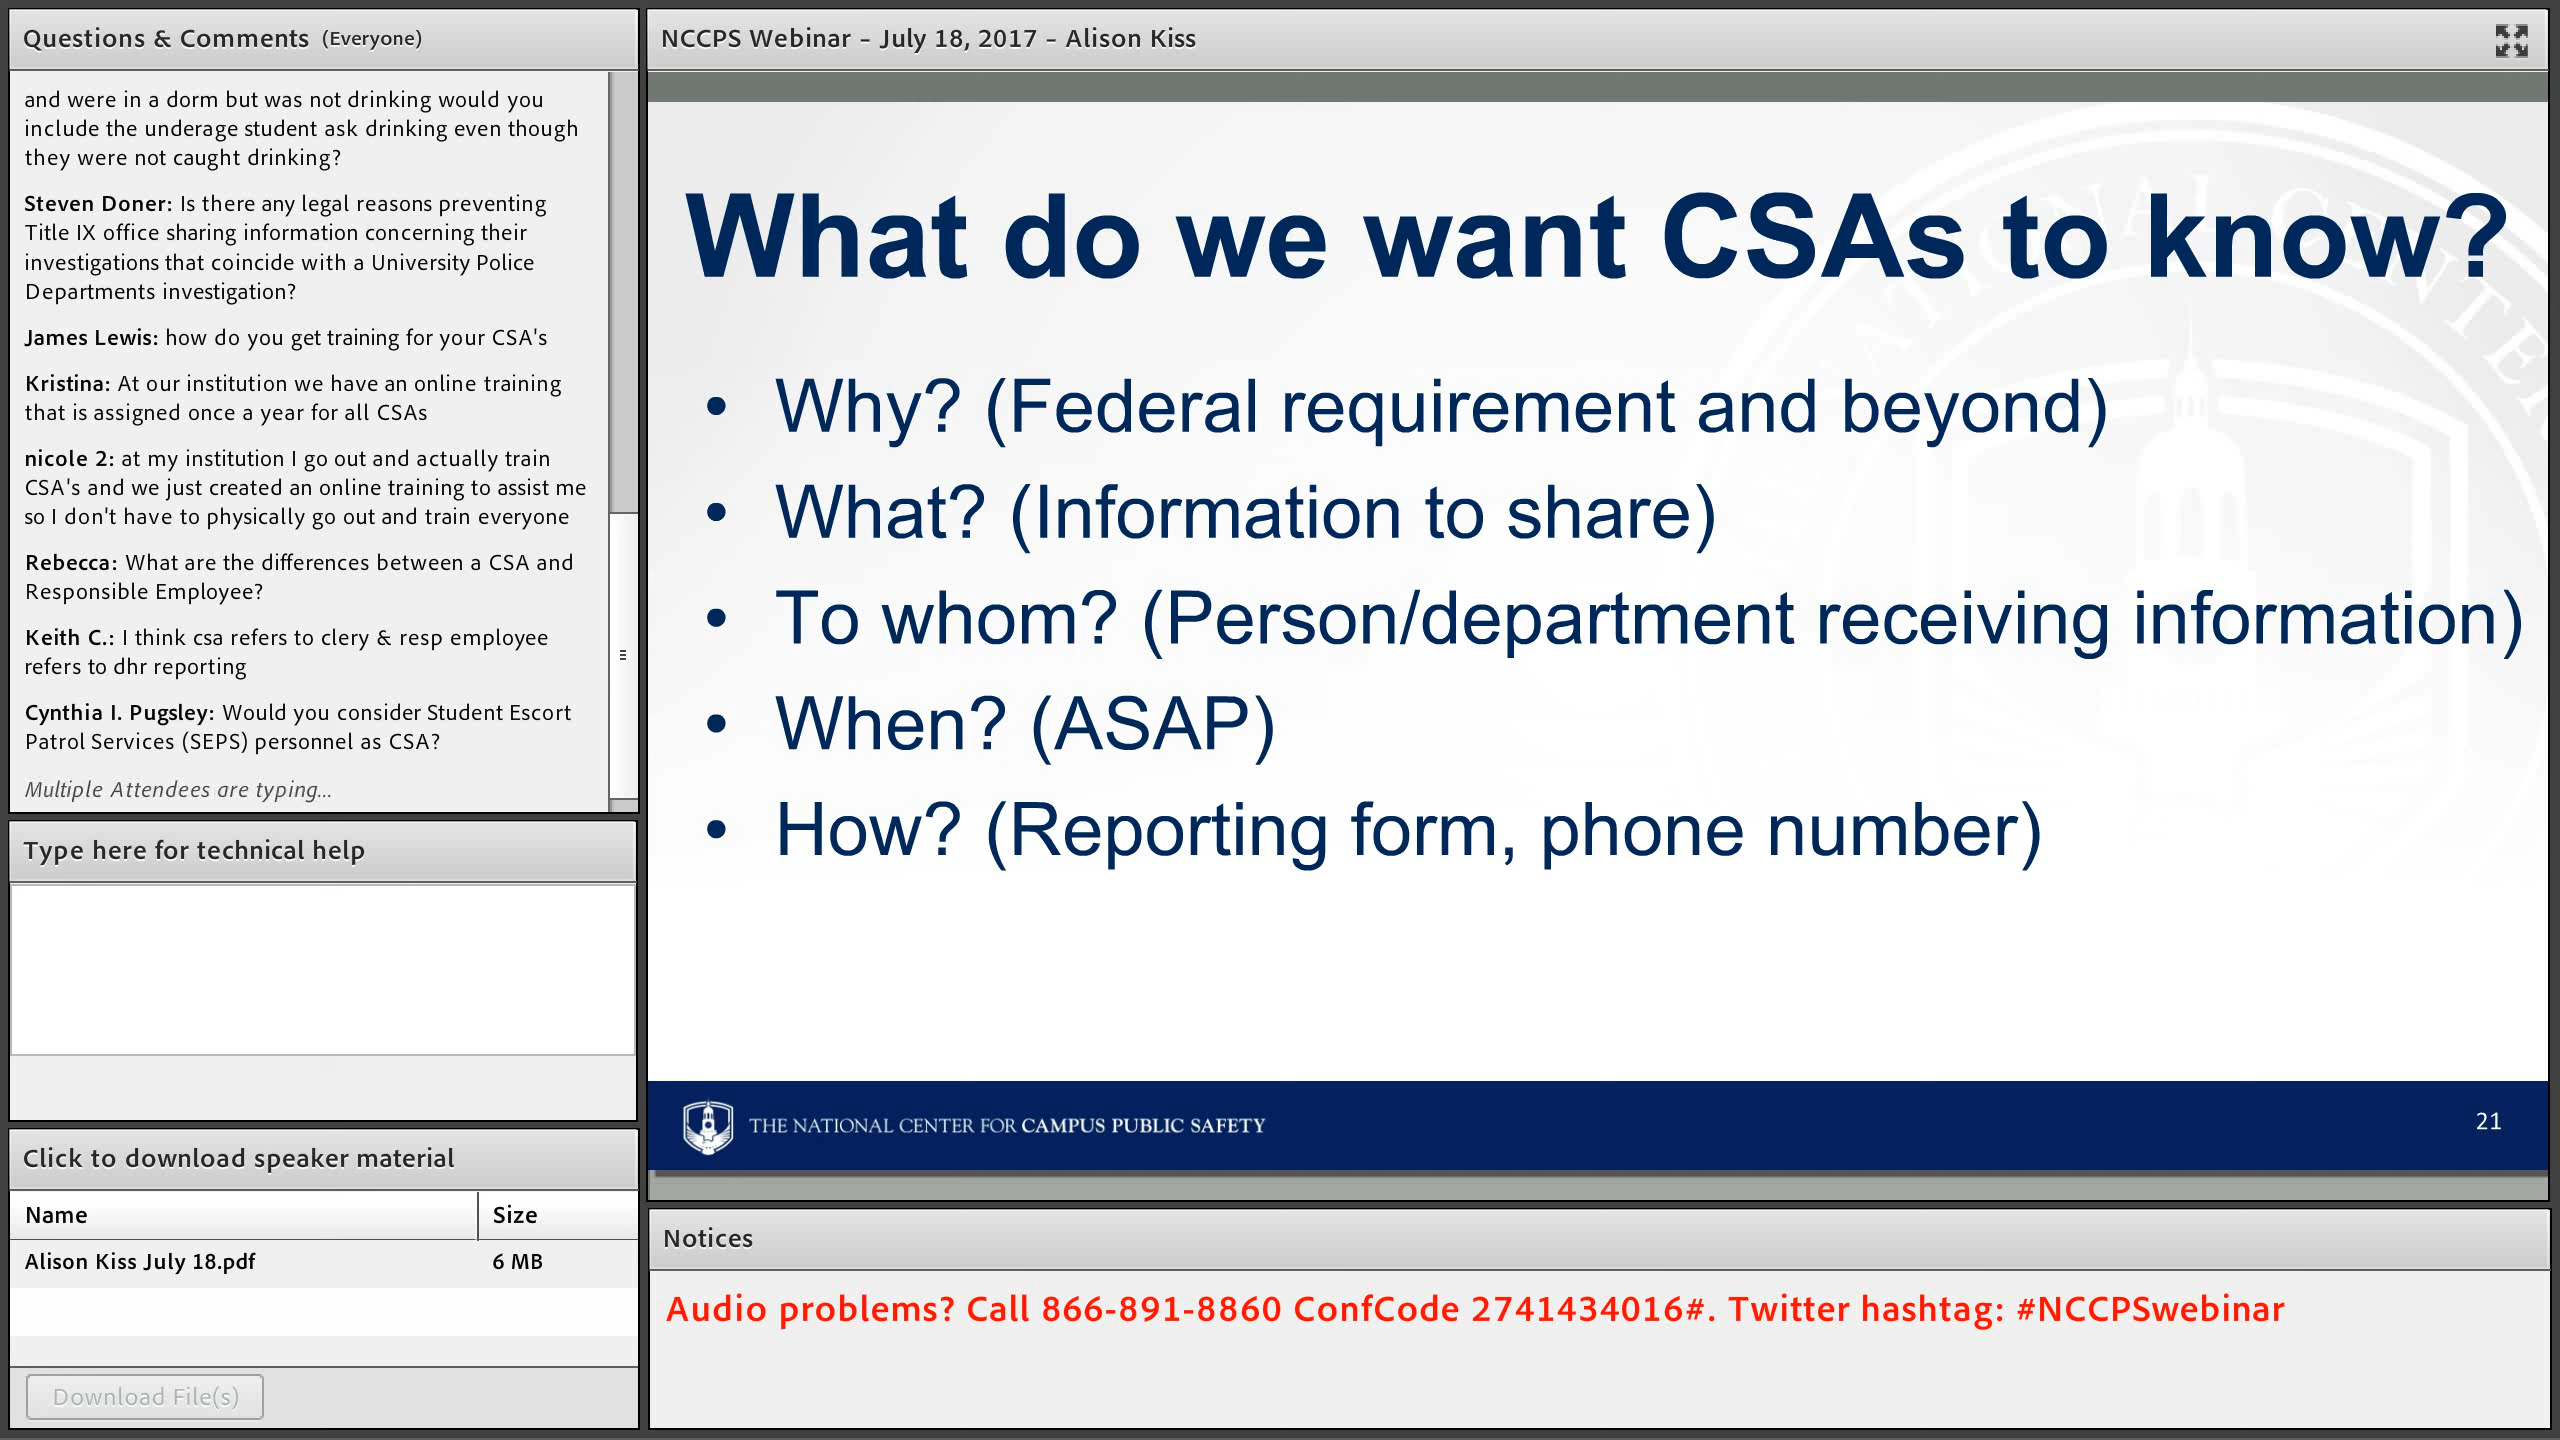 Questions & Comments (Everyone)
and were in a dorm but was not drinking would you
include the underage student ask drinking even though
they were not caught drinking?
Steven Doner: Is there any legal reasons preventing
Title IX office sharing information concerning their
investigations that coincide with a University Police
Departments investigation?
James Lewis: how do you get training for your CSA's
Kristina: At our institution we have an online training
that is assigned once a year for all CSAs
nicole 2: at my institution I go out and actually train
CSA's and we just created an online training to assist me
so I don't have to physically go out and train everyone
Rebecca: What are the differences between a CSA and
Responsible Employee?
Keith C.: I think csa refers to clery & resp employee
refers to dhr reporting
Cynthia I. Pugsley: Would you consider Student Escort
Patrol Services (SEPS) personnel as CSA?
Multiple Attendees are typing...
Type here for technical help
Click to download speaker material
Name Size
Alison Kiss July 18.pdf 6 MB
Download File(s)
NCCPS Webinar – July 18, 2017 – Alison Kiss
What do we want CSAs to know?
• Why? (Federal requirement and beyond)
• What? (Information to share)
• To whom? (Person/department receiving information)
• When? (ASAP)
• How? (Reporting form, phone number)
NATIONAL CENTER
THE NATIONAL CENTER FOR CAMPUS PUBLIC SAFETY
21
Notices
Audio problems? Call 866-891-8860 ConfCode 2741434016#. Twitter hashtag: #NCCPSwebinar